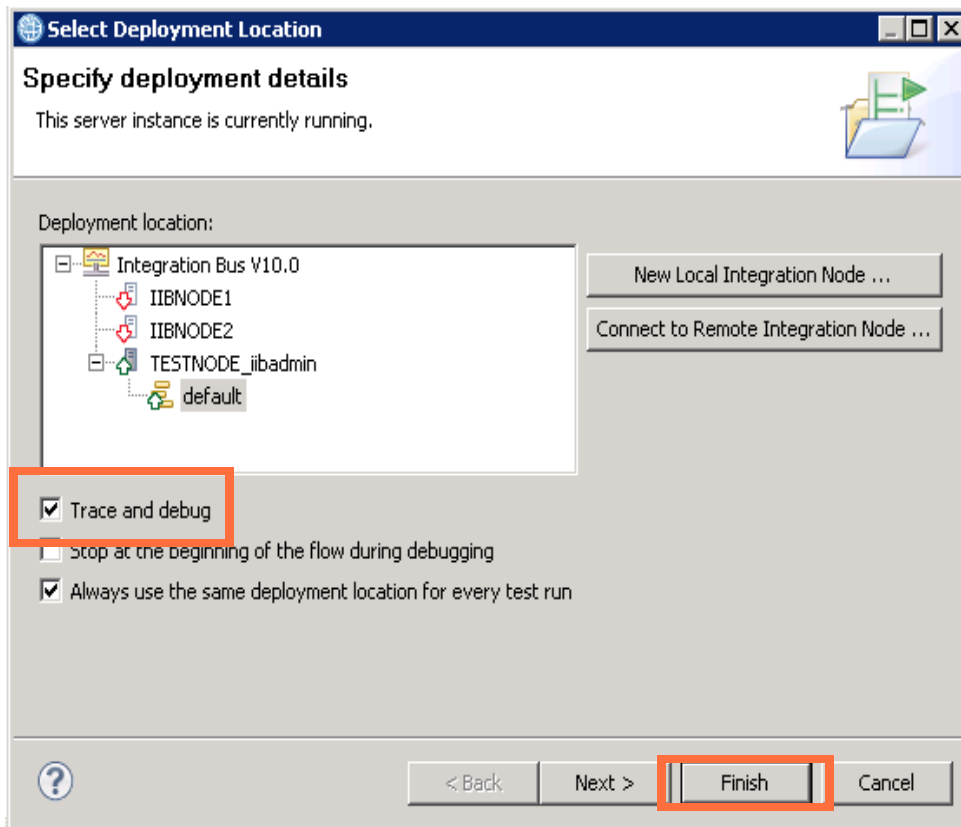 Select Deployment Location
Specify deployment details
This server instance is currently running.
Deployment location:
Integration Bus V10.0
IIBNODE1
IIBNODE2
TESTNODE_iibadmin
default
New Local Integration Node ...
Connect to Remote Integration Node ...
Trace and debug
Stop at the beginning of the flow during debugging
Always use the same deployment location for every test run
?
< Back
Next >
Finish
Cancel